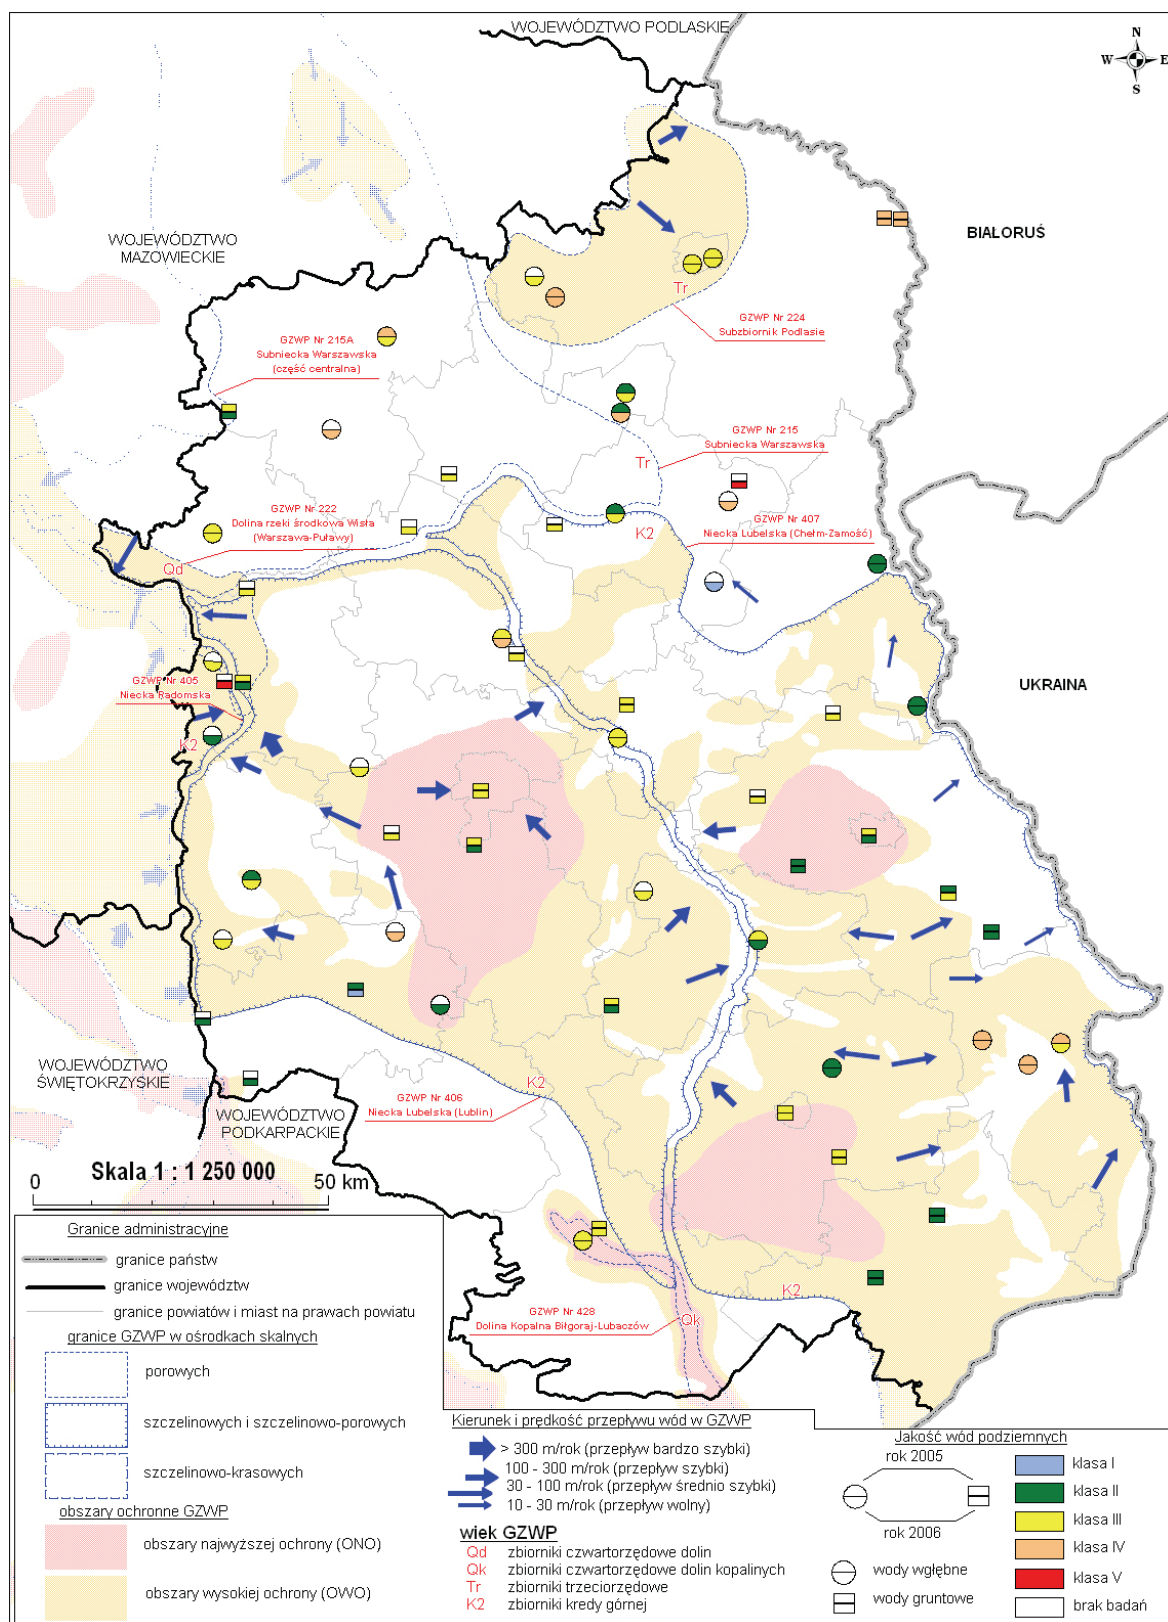 WOJEWÓDZTWO PODLASKIE
N
W
E
S
BIAŁORUŚ
WOJEWÓDZTWO
MAZOWIECKIE
Tr
GZWP Nr 224
Subzbiornik Podlasie
GZWP Nr 215A
Subniecka Warszawska
(część centralna)
GZWP Nr 215
Subniecka Warszawska
Tr
GZWP Nr 222
Dolina rzeki środkowa Wisła
(Warszawa-Puławy)
GZWP Nr 407
Niecka Lubelska (Chełm-Zamość)
K2
Qd
GZWP Nr 405
Niecka Radomska
UKRAINA
K2
WOJEWÓDZTWO
ŚWIĘTOKRZYSKIE
K2
GZWP Nr 406
Niecka Lubelska (Lublin)
WOJEWÓDZTWO
PODKARPACKIE
Skala 1 : 1 250 000
0
50 km
K2
GZWP Nr 428
Dolina Kopalna Biłgoraj-Lubaczów
Qk
Granice administracyjne
granice państw
granice województw
granice powiatów i miast na prawach powiatu
granice GZWP w ośrodkach skalnych
porowych
szczelinowych i szczelinowo-porowych
szczelinowo-krasowych
obszary ochronne GZWP
obszary najwyższej ochrony (ONO)
obszary wysokiej ochrony (OWO)
Kierunek i prędkość przepływu wód w GZWP
> 300 m/rok (przepływ bardzo szybki)
100 - 300 m/rok (przepływ szybki)
30 - 100 m/rok (przepływ średnio szybki)
10 - 30 m/rok (przepływ wolny)
wiek GZWP
Qd zbiorniki czwartorzędowe dolin
Qk zbiorniki czwartorzędowe dolin kopalnych
Tr zbiorniki trzeciorzędowe
K2 zbiorniki kredy górnej
Jakość wód podziemnych
rok 2005
rok 2006
wody wgłębne
wody gruntowe
klasa I
klasa II
klasa III
klasa IV
klasa V
brak badań